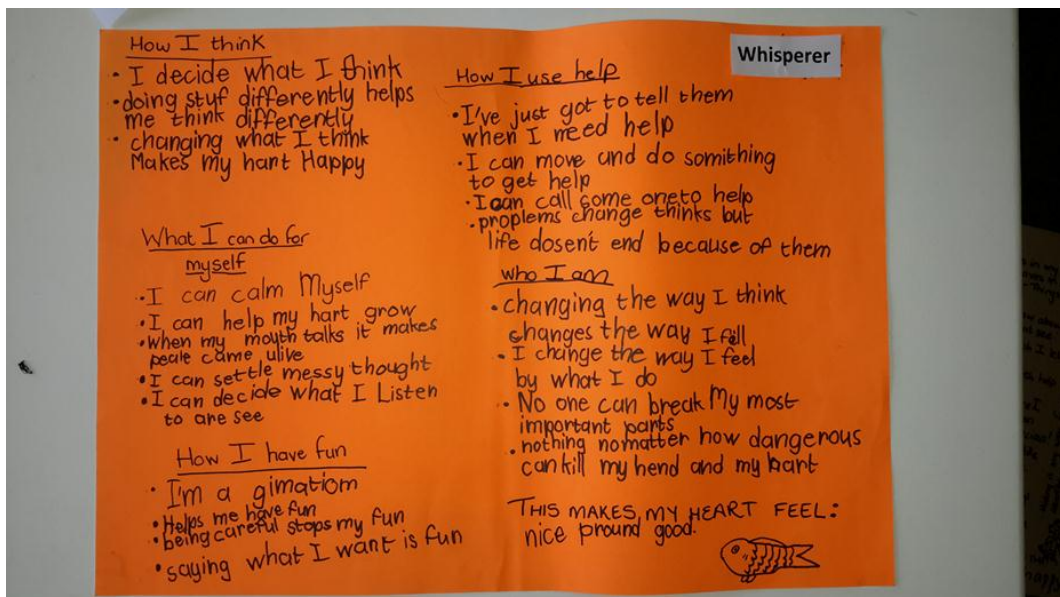 How I think
• I decide what I think
• doing stuf differently helps
me think differently
• changing what I think
Makes my hart Happy
What I can do for
myself
• I can calm Myself
• I can help my hart grow
• when my mouth talks it makes
peale came ulive
• I can settle messy thought
• I can decide what I Listen
to are see
How I have fun
• I'm a gimatiom
• Helps me have fun
• being careful stops my fun
• saying what I want is fun
Whisperer
How I use help
• I've just got to tell them
when I need help
• I can move und do somithing
to get help
• I can call some one to help
• proplems change thinks but
life dosen't end because of them
who I am
• changing the way I think
changes the way I fell
• I change the way I feel
by what I do
• No one can break My most
important parts
• nothing nomatter how dangerous
can kill my hend and my hart
THIS MAKES MY HEART FEEL:
nice pround good.